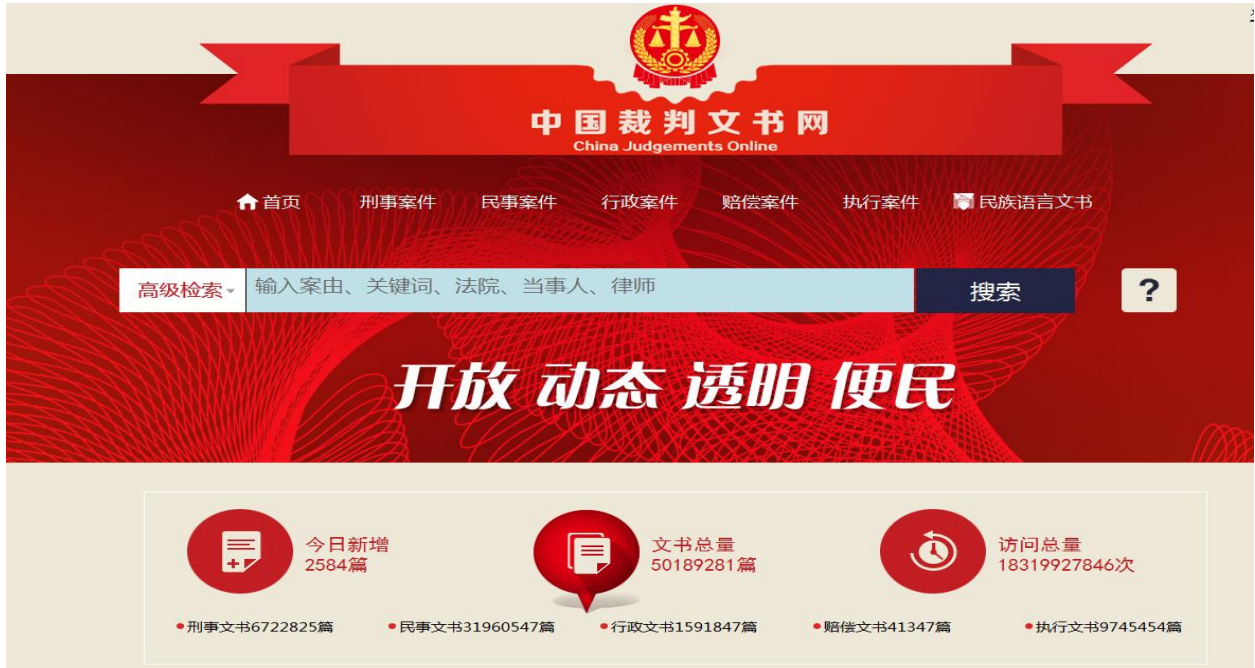 中国裁判文书网
China Judgements Online
首页 刑事案件 民事案件 行政案件 赔偿案件 执行案件 民族语言文书
高级检索 输入案由、关键词、法院、当事人、律师 搜索 ?
开放 动态 透明 便民
今日新增 文书总量 访问总量
2584篇 50189281篇 18319927846次
•刑事文书6722825篇 •民事文书31960547篇 •行政文书1591847篇 •赔偿文书41347篇 •执行文书9745454篇